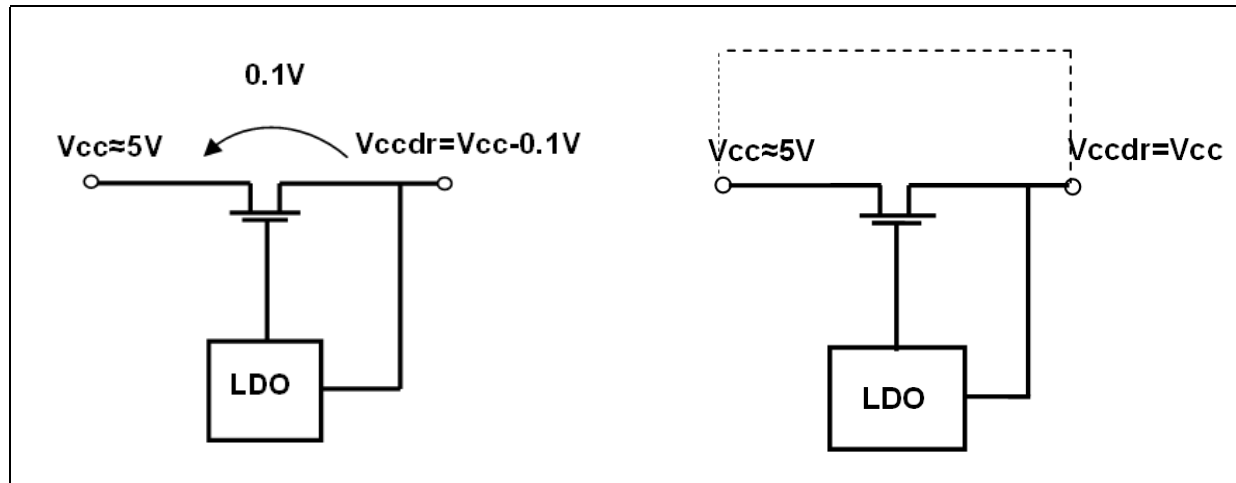 0.1V
Vcc≈5V
Vccdr=Vcc-0.1V
LDO
Vcc≈5V
Vccdr=Vcc
LDO